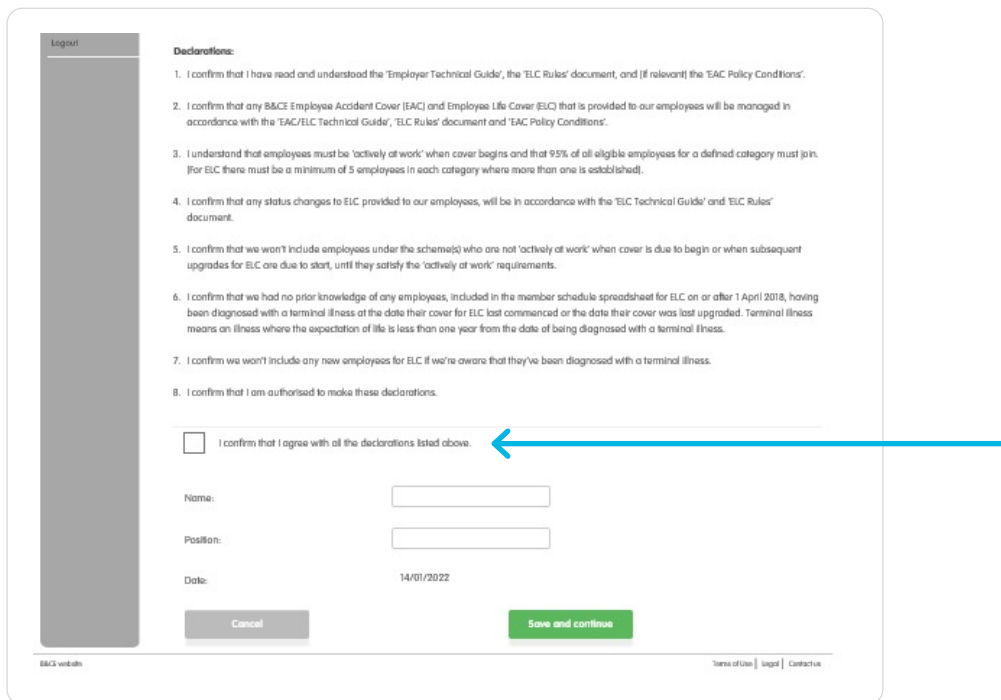 Logout
Declarations:
1. I confirm that I have read and understood the 'Employer Technical Guide', the 'ELC Rules' document, and (if relevant) the 'EAC Policy Conditions'.
2. I confirm that any B&CE Employee Accident Cover (EAC) and Employee Life Cover (ELC) that is provided to our employees will be managed in
accordance with the 'EAC/ELC Technical Guide', 'ELC Rules' document and 'EAC Policy Conditions'.
3. I understand that employees must be 'actively at work' when cover begins and that 95% of all eligible employees for a defined category must join.
(For ELC there must be a minimum of 5 employees in each category where more than one is established).
4. I confirm that any status changes to ELC provided to our employees, will be in accordance with the 'ELC Technical Guide' and 'ELC Rules'
document.
5. I confirm that we won't include employees under the scheme(s) who are not 'actively at work' when cover is due to begin or when subsequent
upgrades for ELC are due to start, until they satisfy the 'actively at work' requirements.
6. I confirm that we had no prior knowledge of any employees, included in the member schedule spreadsheet for ELC on or after 1 April 2018, having
been diagnosed with a terminal illness at the date their cover for ELC last commenced or the date their cover was last upgraded. Terminal illness
means an illness where the expectation of life is less than one year from the date of being diagnosed with a terminal illness.
7. I confirm we won't include any new employees for ELC if we're aware that they've been diagnosed with a terminal illness.
8. I confirm that I am authorised to make these declarations.
I confirm that I agree with all the declarations listed above.
Name:
Position:
Date: 14/01/2022
Cancel Save and continue
B&CE website Terms of Use | Legal | Contact us